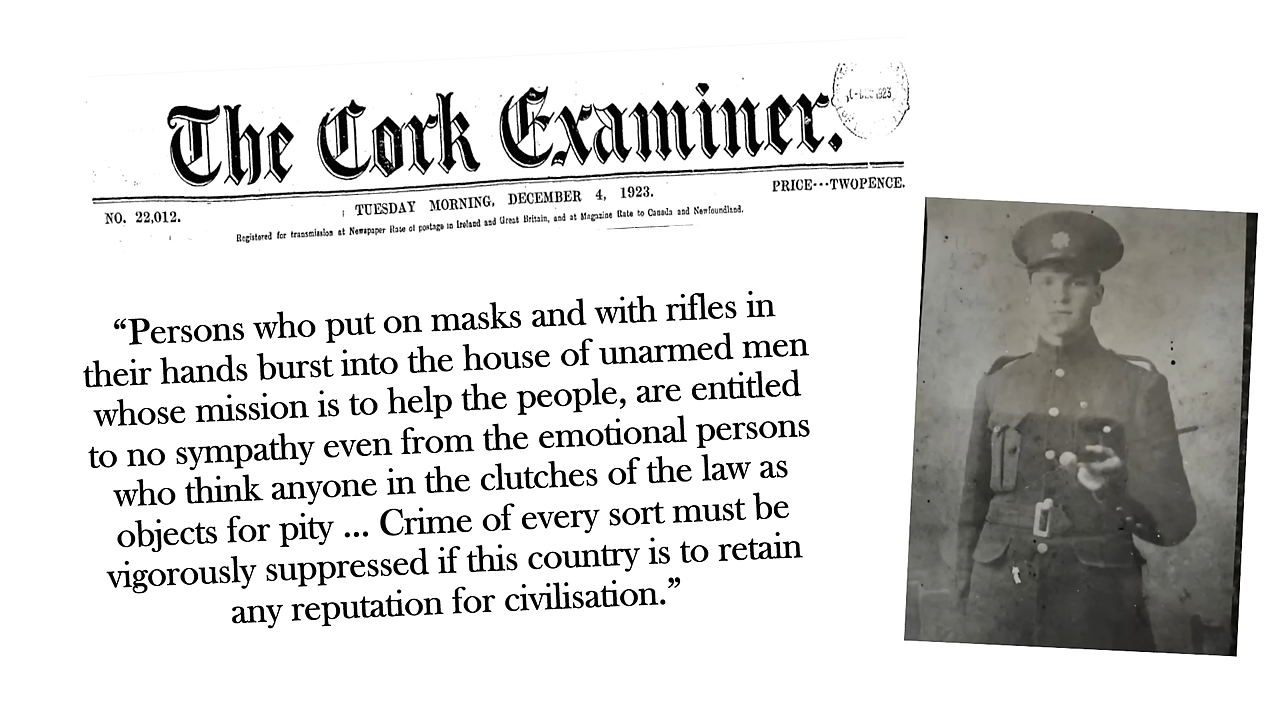 The Cork Examiner.
NO. 22,012.
TUESDAY MORNING, DECEMBER 4, 1923.
PRICE---TWOPENCE.
Registered for transmission at Newspaper Rate of postage in Ireland and Great Britain, and at Magazine Rate to Canada and Newfoundland.
“Persons who put on masks and with rifles in
their hands burst into the house of unarmed men
whose mission is to help the people, are entitled
to no sympathy even from the emotional persons
who think anyone in the clutches of the law as
objects for pity ... Crime of every sort must be
vigorously suppressed if this country is to retain
any reputation for civilisation.”